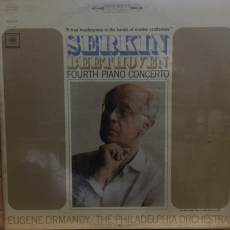 "A true masterpiece in the hands of master craftsmen"
SERKIN
BEETHOVEN
FOURTH PIANO CONCERTO
EUGENE ORMANDY, THE PHILADELPHIA ORCHESTRA